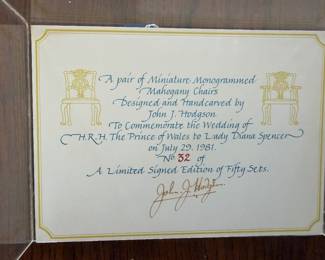 A pair of Miniature Monogrammed
Mahogany Chairs
Designed and Handcarved by
John J. Hodgson
To Commemorate the Wedding of
H.R.H. The Prince of Wales to Lady Diana Spencer
on July 29. 1981.
No 32 of
A Limited Signed Edition of Fifty Sets.
John J. Hodgson